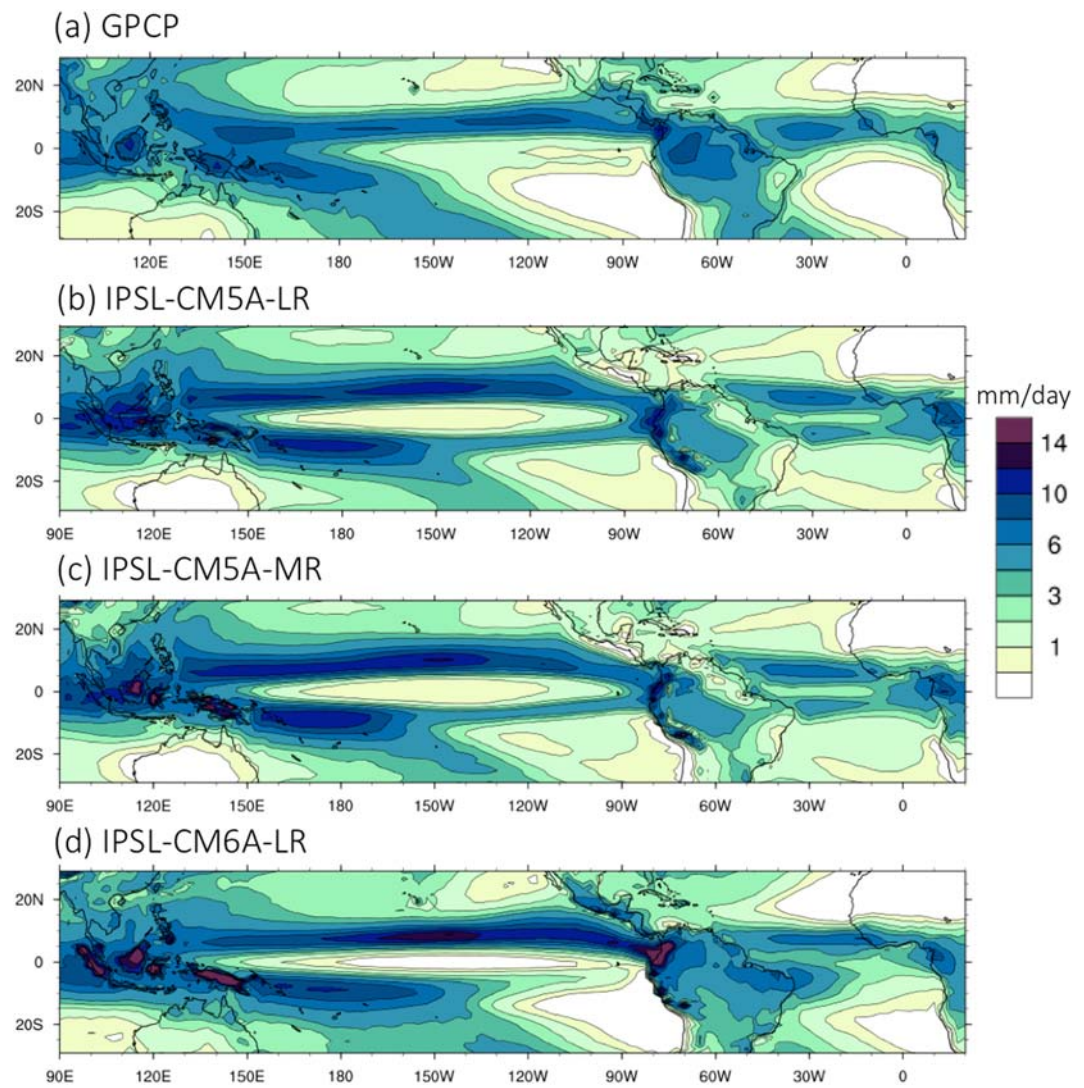 (a) GPCP
20N
0
20S
120E 150E 180 150W 120W 90W 60W 30W 0
(b) IPSL-CM5A-LR
20N
0
20S
90E 120E 150E 180 150W 120W 90W 60W 30W 0
mm/day
14
10
6
3
1
(c) IPSL-CM5A-MR
20N
0
20S
90E 120E 150E 180 150W 120W 90W 60W 30W 0
(d) IPSL-CM6A-LR
20N
0
20S
90E 120E 150E 180 150W 120W 90W 60W 30W 0